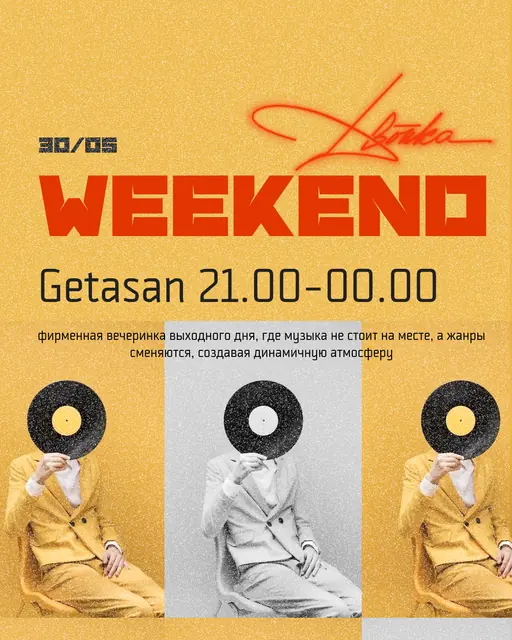 Двойка
30/05
WEEKEND
Getasan 21.00-00.00
фирменная вечеринка выходного дня, где музыка не стоит на месте, а жанры
сменяются, создавая динамичную атмосферу